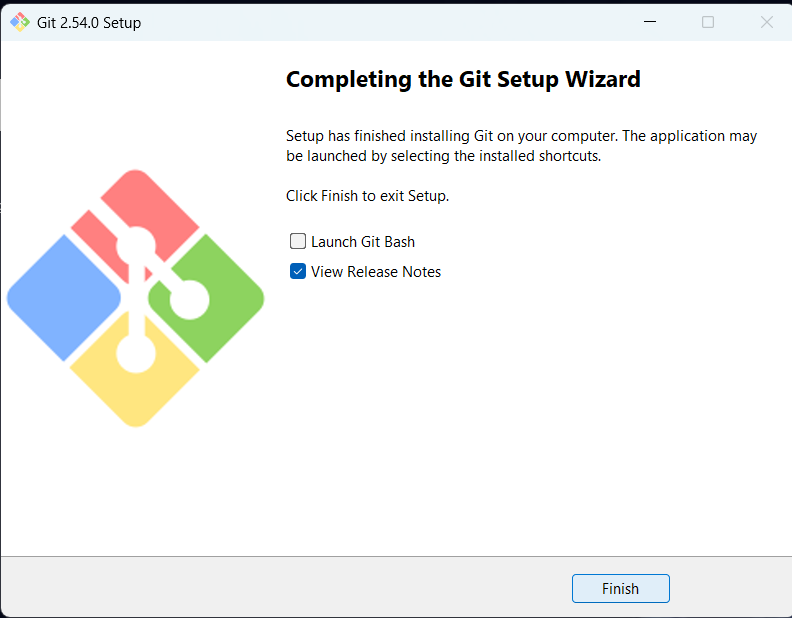 Git 2.54.0 Setup
Completing the Git Setup Wizard
Setup has finished installing Git on your computer. The application may
be launched by selecting the installed shortcuts.
Click Finish to exit Setup.
Launch Git Bash
View Release Notes
Finish